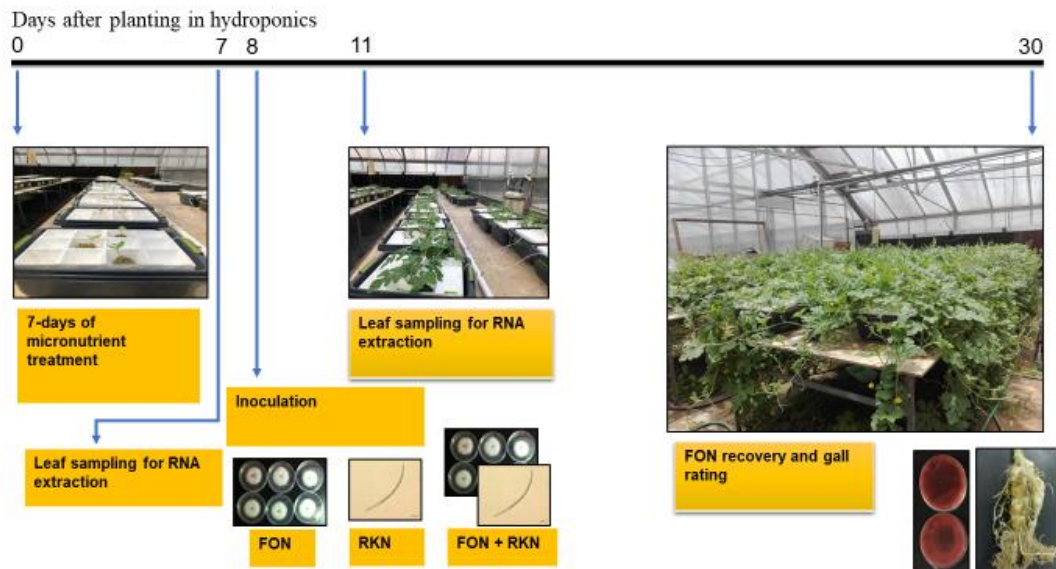 Days after planting in hydroponics
0 7 8 11 30
7-days of
micronutrient
treatment
Leaf sampling for RNA
extraction
Inoculation
Leaf sampling for RNA
extraction
FON recovery and gall
rating
FON RKN FON + RKN